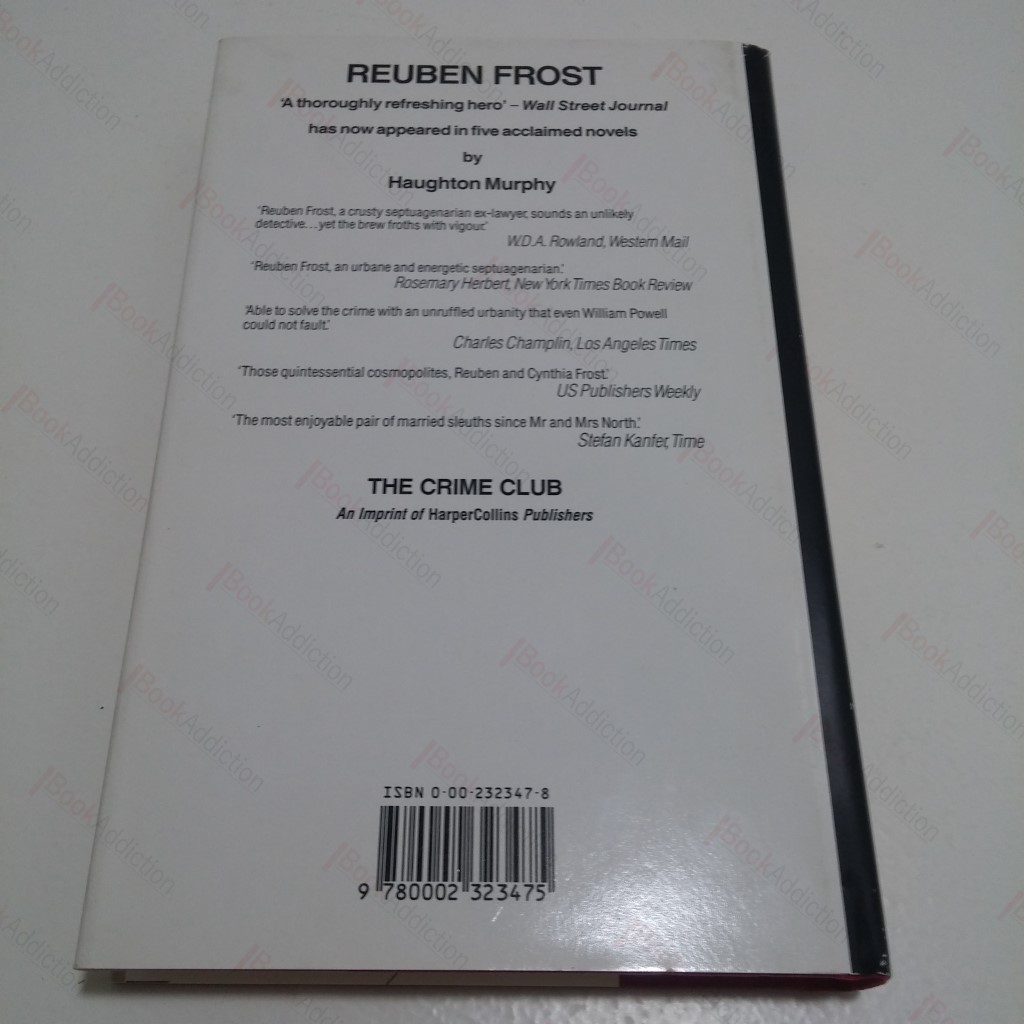 REUBEN FROST
'A thoroughly refreshing hero' – Wall Street Journal
has now appeared in five acclaimed novels
by
Haughton Murphy
'Reuben Frost, a crusty septuagenarian ex-lawyer, sounds an unlikely
detective...yet the brew froths with vigour.'
W.D.A. Rowland, Western Mail
'Reuben Frost, an urbane and energetic septuagenarian.'
Rosemary Herbert, New York Times Book Review
'Able to solve the crime with an unruffled urbanity that even William Powell
could not fault.'
Charles Champlin, Los Angeles Times
'Those quintessential cosmopolites, Reuben and Cynthia Frost.'
US Publishers Weekly
'The most enjoyable pair of married sleuths since Mr and Mrs North.'
Stefan Kanfer, Time
THE CRIME CLUB
An Imprint of HarperCollins Publishers
ISBN 0-00-232347-8
9 780002 323475
BookAddiction